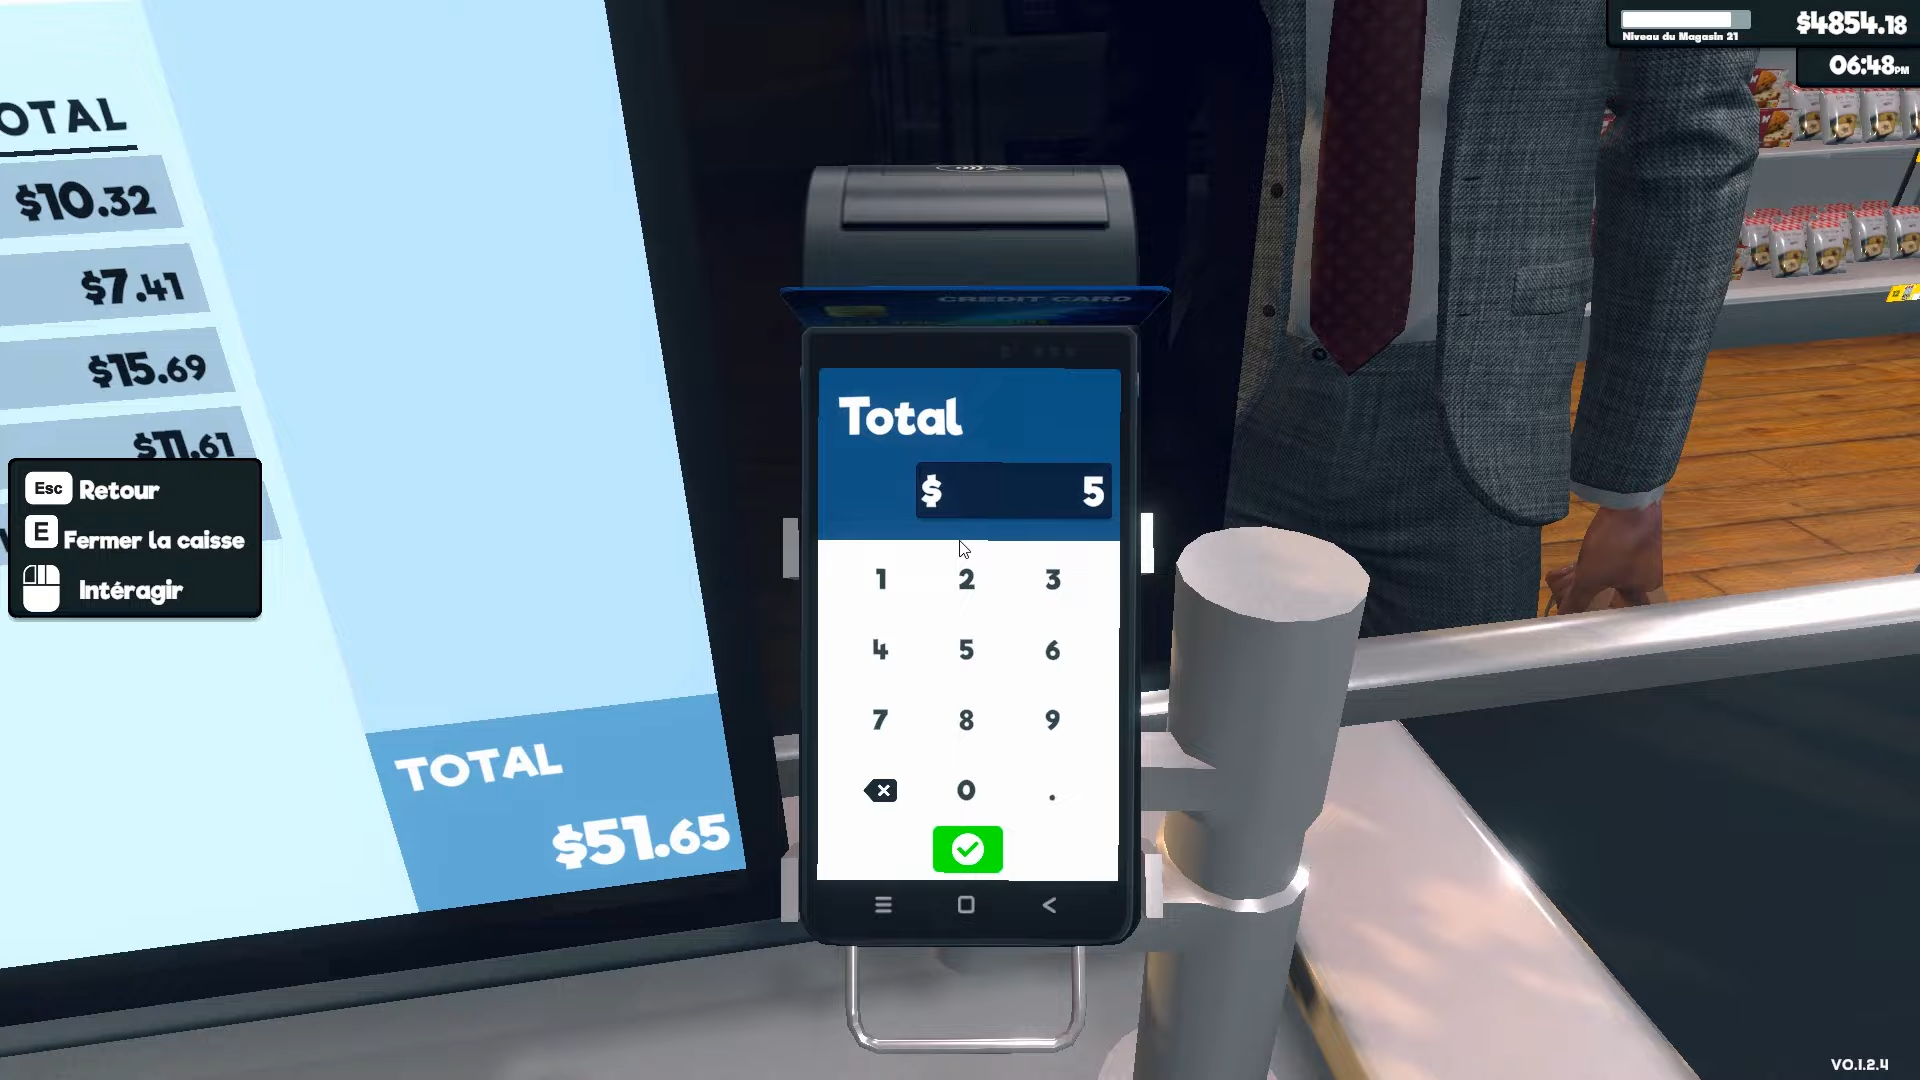 $4854.18
Niveau du Magasin 21
06:48PM
OTAL
$10.32
$7.41
$15.69
$11.61
Esc Retour
E Fermer la caisse
Intéragir
TOTAL
$51.65
CREDIT CARD
Total
$ 5
1 2 3
4 5 6
7 8 9
0 .
V0.1.2.4